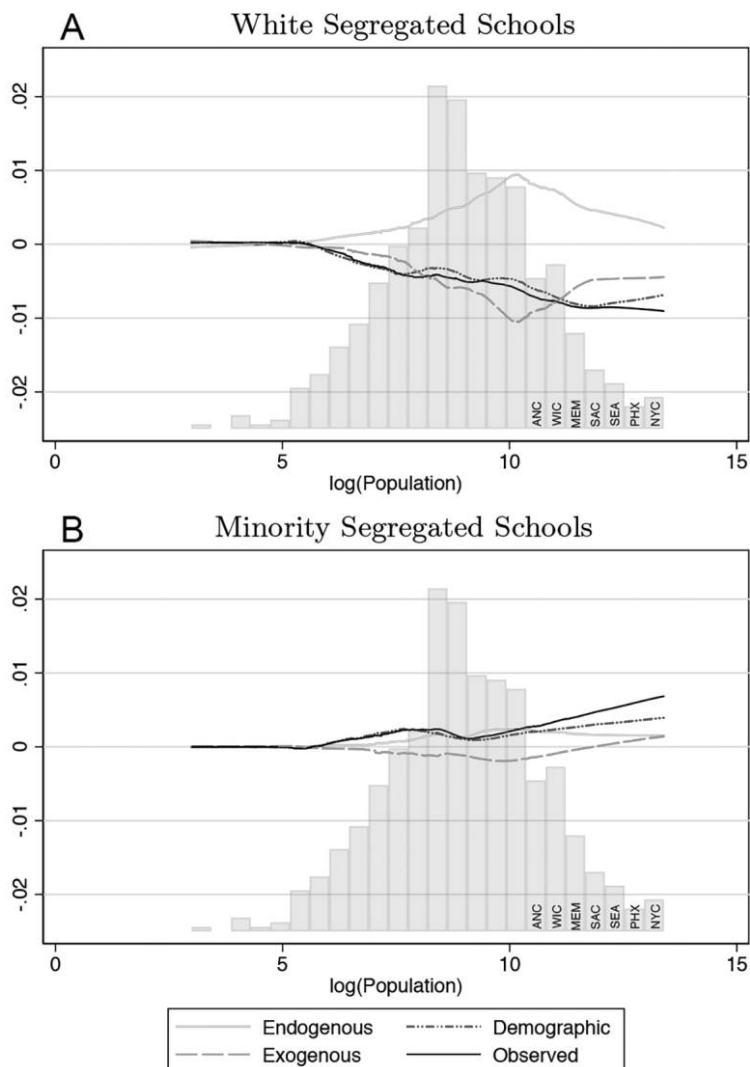 A White Segregated Schools
.02
.01
0
-.01
-.02
ANC WIC MEM SAC SEA PHX NYC
0 5 10 15
log(Population)
B Minority Segregated Schools
.02
.01
0
-.01
-.02
ANC WIC MEM SAC SEA PHX NYC
0 5 10 15
log(Population)
Endogenous Demographic
Exogenous Observed